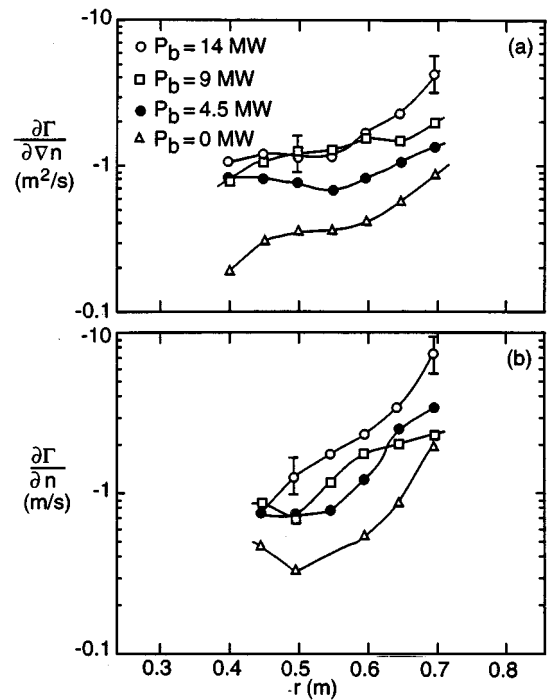 -10
(a)
P_b = 14 MW
P_b = 9 MW
P_b = 4.5 MW
P_b = 0 MW
∂Γ
∂∇n
(m²/s)
-1
-0.1
-10
(b)
∂Γ
∂n
(m/s)
-1
-0.1
0.3 0.4 0.5 0.6 0.7 0.8
r (m)